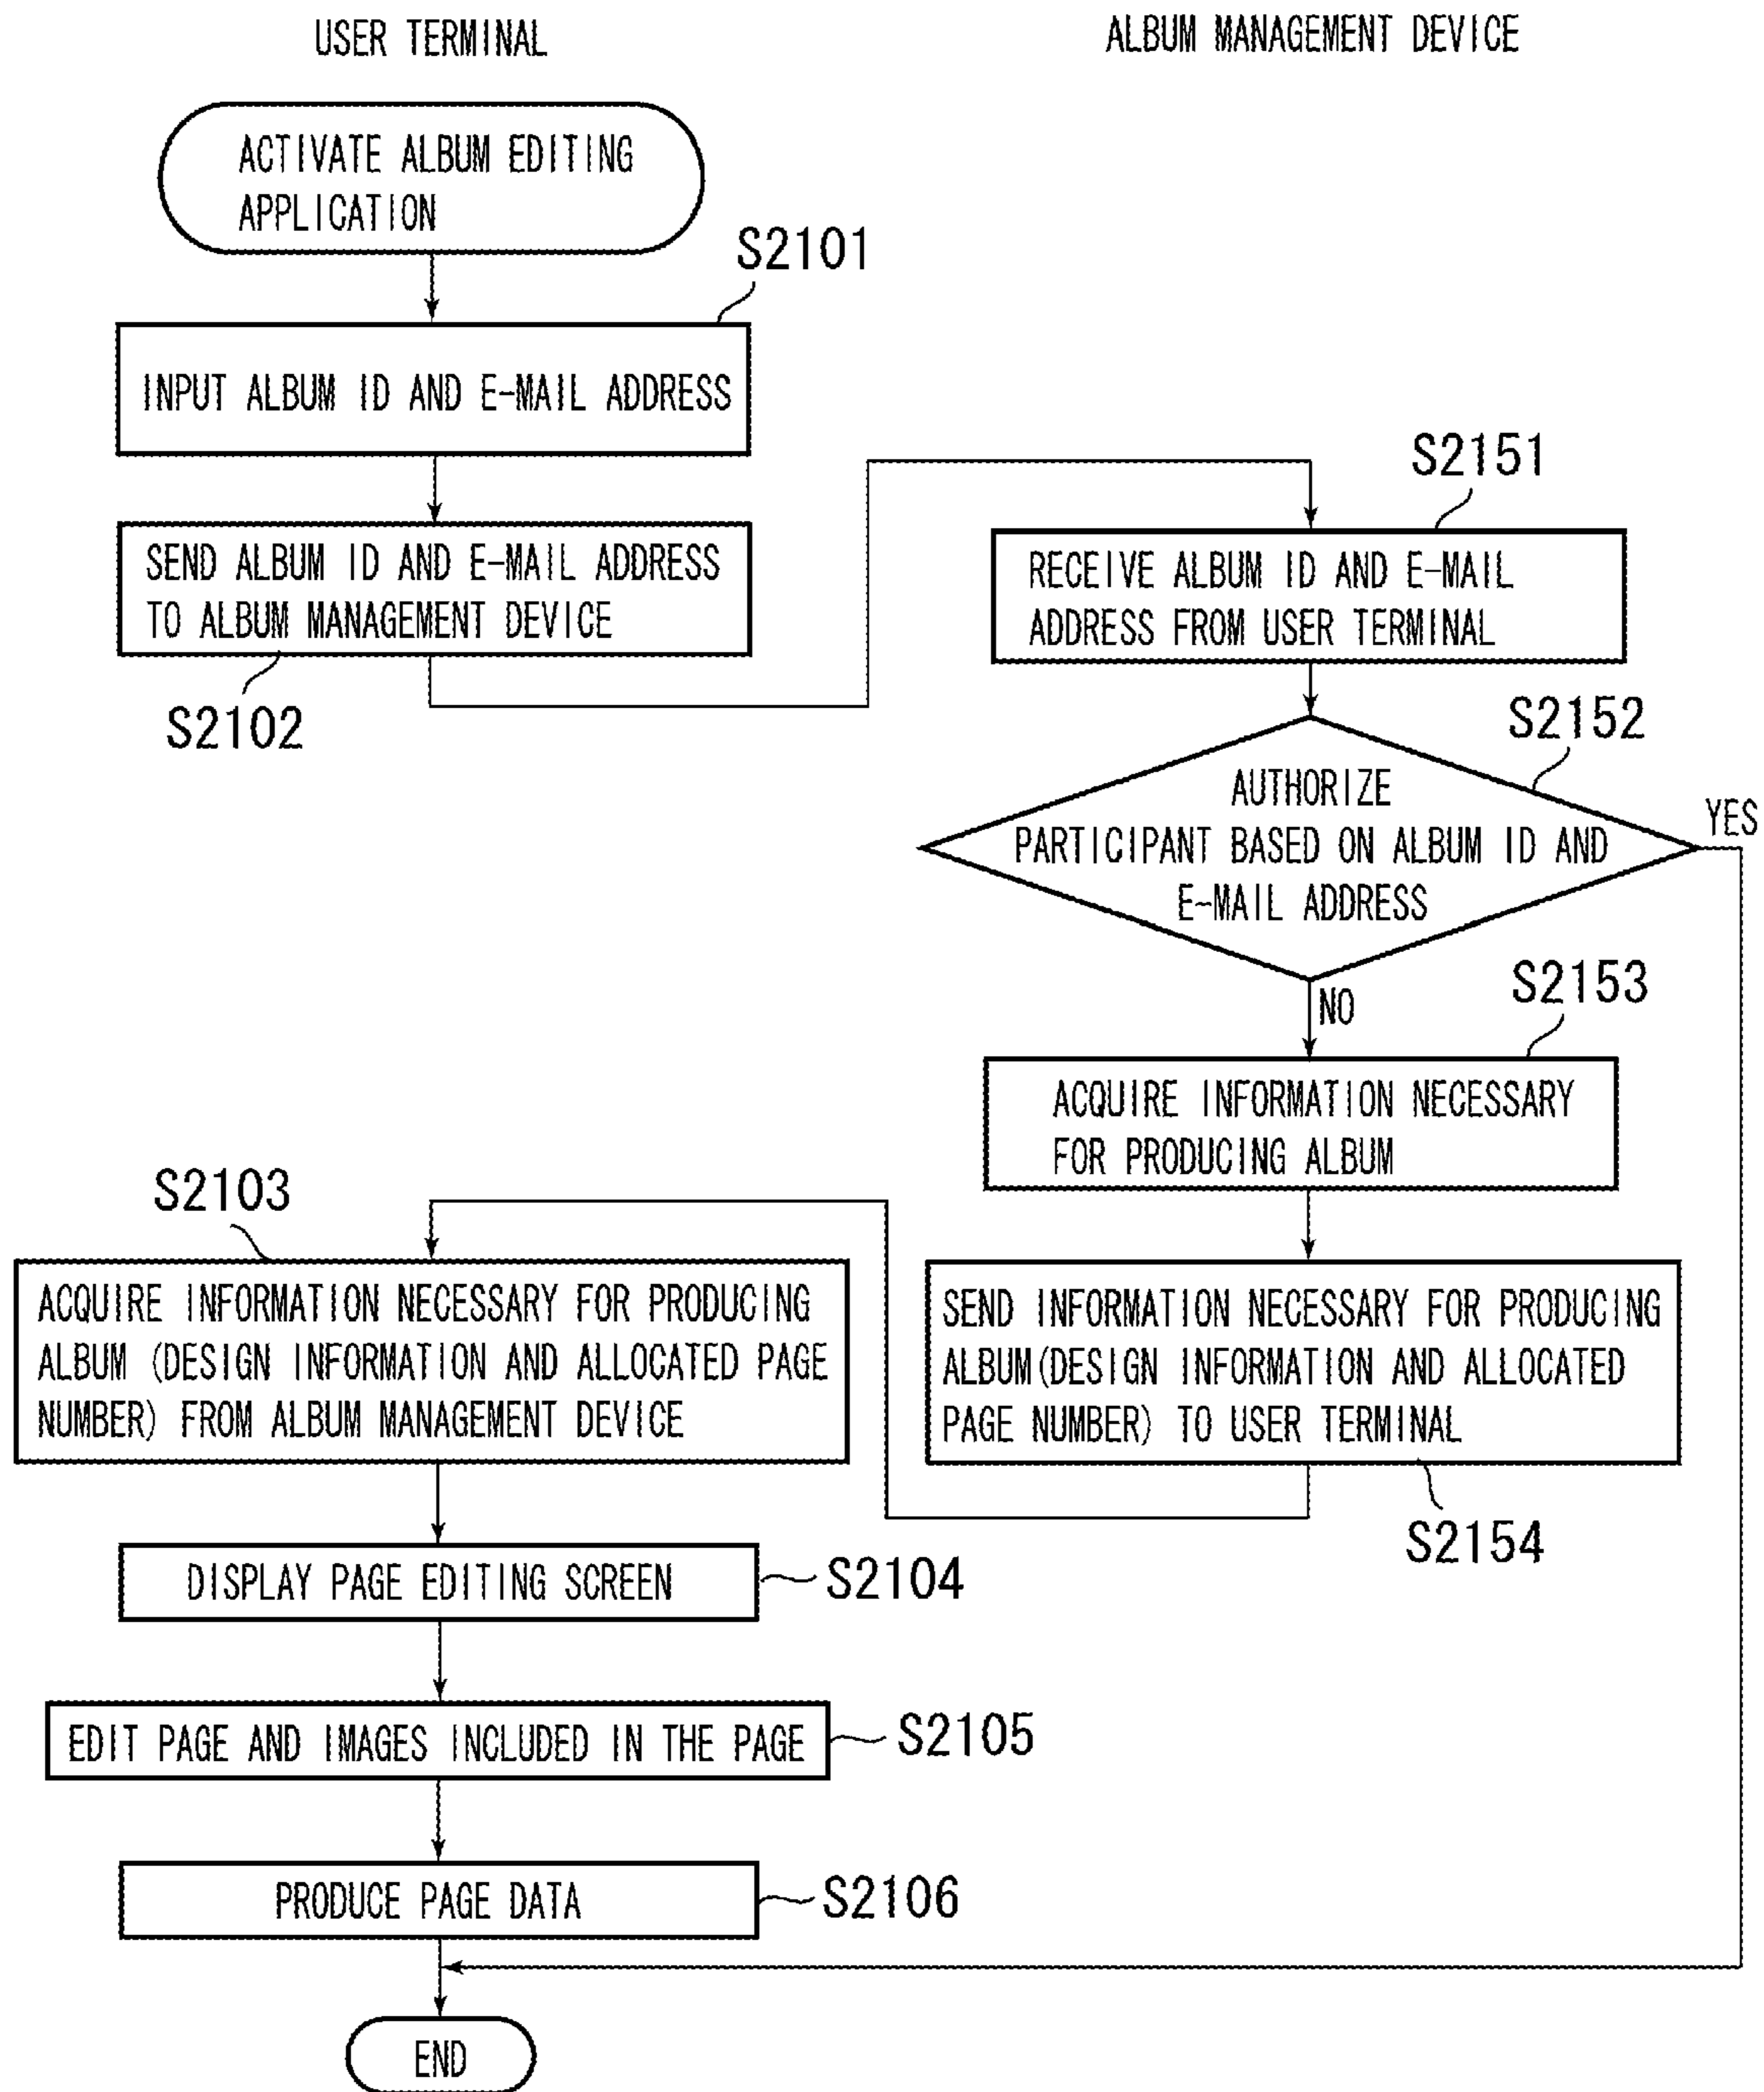 USER TERMINAL
ALBUM MANAGEMENT DEVICE
ACTIVATE ALBUM EDITING
APPLICATION
S2101
INPUT ALBUM ID AND E-MAIL ADDRESS
SEND ALBUM ID AND E-MAIL ADDRESS
TO ALBUM MANAGEMENT DEVICE
S2102
S2151
RECEIVE ALBUM ID AND E-MAIL
ADDRESS FROM USER TERMINAL
S2152
AUTHORIZE
PARTICIPANT BASED ON ALBUM ID AND
E-MAIL ADDRESS
YES
NO
S2153
ACQUIRE INFORMATION NECESSARY
FOR PRODUCING ALBUM
SEND INFORMATION NECESSARY FOR PRODUCING
ALBUM(DESIGN INFORMATION AND ALLOCATED
PAGE NUMBER) TO USER TERMINAL
S2154
S2103
ACQUIRE INFORMATION NECESSARY FOR PRODUCING
ALBUM (DESIGN INFORMATION AND ALLOCATED PAGE
NUMBER) FROM ALBUM MANAGEMENT DEVICE
DISPLAY PAGE EDITING SCREEN
S2104
EDIT PAGE AND IMAGES INCLUDED IN THE PAGE
S2105
PRODUCE PAGE DATA
S2106
END